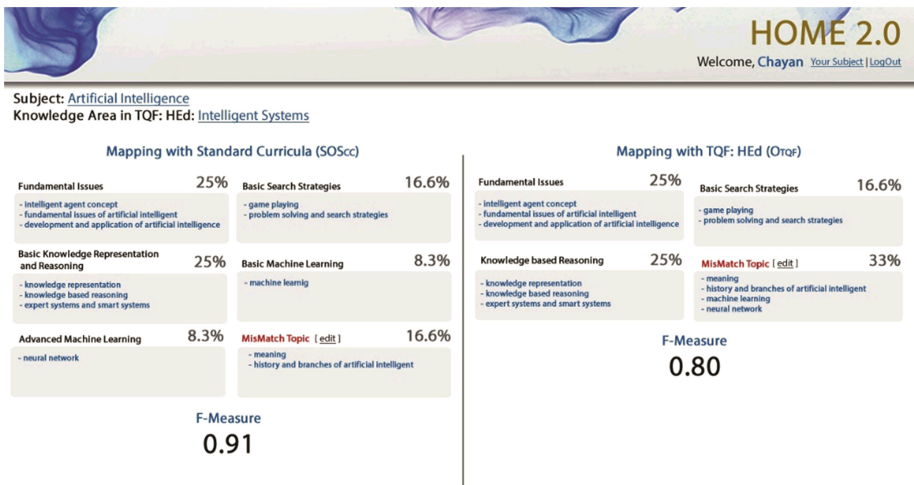 HOME 2.0
Welcome, Chayan Your Subject | LogOut
Subject: Artificial Intelligence
Knowledge Area in TQF: HEd: Intelligent Systems
Mapping with Standard Curricula (SOScc)
Fundamental Issues 25%
- intelligent agent concept
- fundamental issues of artificial intelligent
- development and application of artificial intelligence
Basic Search Strategies 16.6%
- game playing
- problem solving and search strategies
Basic Knowledge Representation
and Reasoning 25%
- knowledge representation
- knowledge based reasoning
- expert systems and smart systems
Basic Machine Learning 8.3%
- machine learnig
Advanced Machine Learning 8.3%
- neural network
MisMatch Topic [ edit ] 16.6%
- meaning
- history and branches of artificial intelligent
F-Measure
0.91
Mapping with TQF: HEd (OTQF)
Fundamental Issues 25%
- intelligent agent concept
- fundamental issues of artificial intelligent
- development and application of artificial intelligence
Basic Search Strategies 16.6%
- game playing
- problem solving and search strategies
Knowledge based Reasoning 25%
- knowledge representation
- knowledge based reasoning
- expert systems and smart systems
MisMatch Topic [ edit ] 33%
- meaning
- history and branches of artificial intelligent
- machine learning
- neural network
F-Measure
0.80